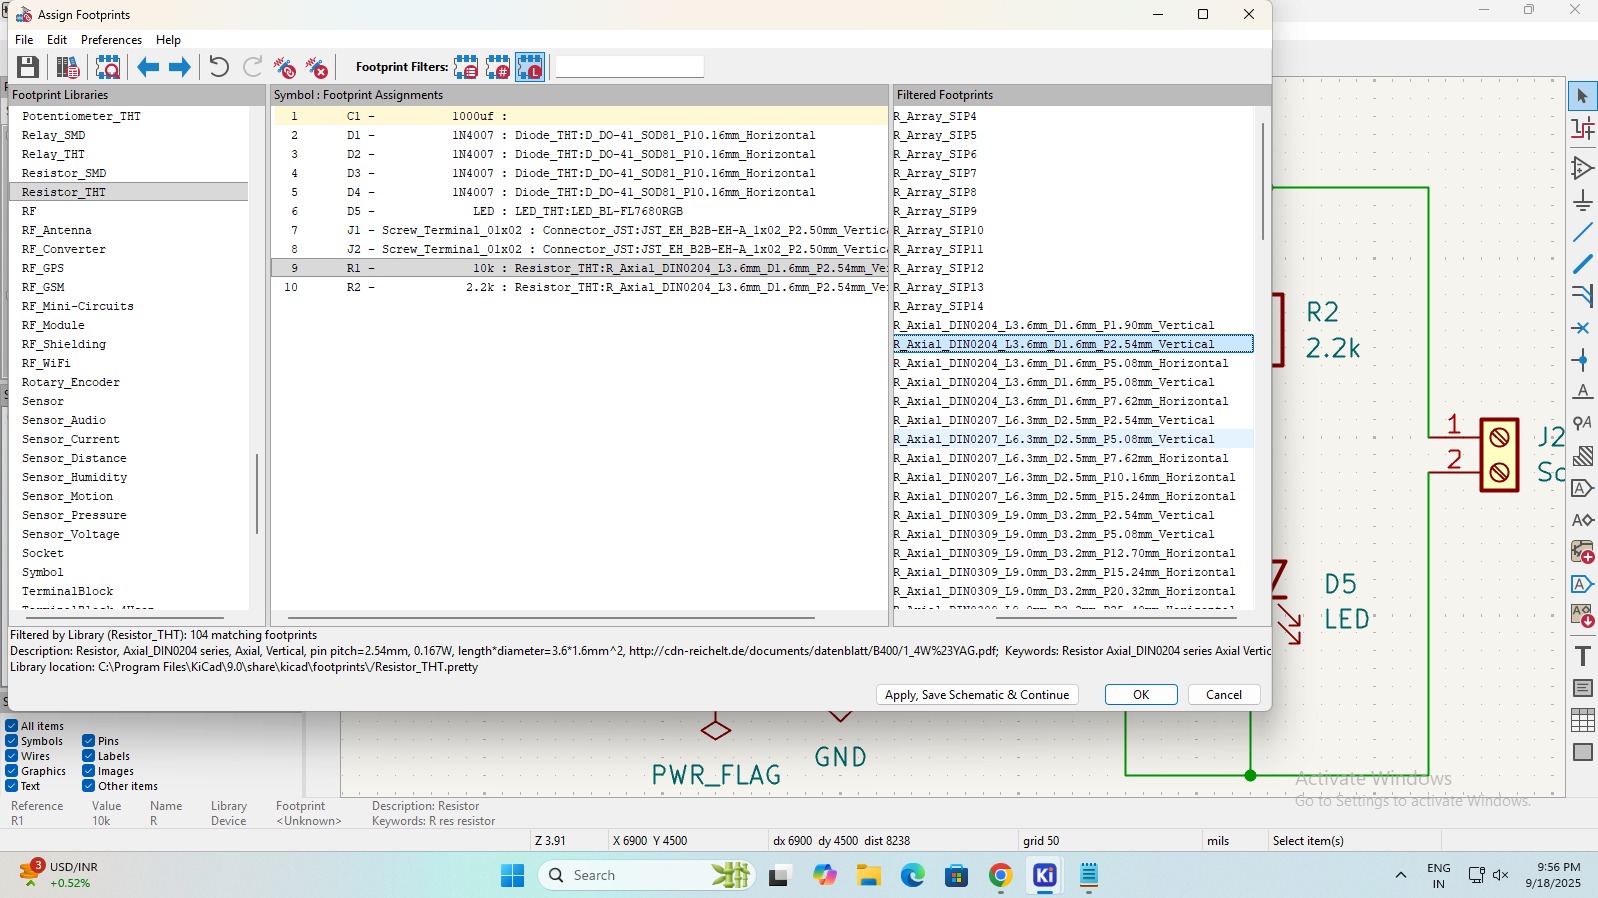 Assign Footprints
File Edit Preferences Help
Footprint Filters:
Footprint Libraries
Potentiometer_THT
Relay_SMD
Relay_THT
Resistor_SMD
Resistor_THT
RF
RF_Antenna
RF_Converter
RF_GPS
RF_GSM
RF_Mini-Circuits
RF_Module
RF_Shielding
RF_WiFi
Rotary_Encoder
Sensor
Sensor_Audio
Sensor_Current
Sensor_Distance
Sensor_Humidity
Sensor_Motion
Sensor_Pressure
Sensor_Voltage
Socket
Symbol
TerminalBlock
Symbol : Footprint Assignments
1 C1 - 1000uf :
2 D1 - 1N4007 : Diode_THT:D_DO-41_SOD81_P10.16mm_Horizontal
3 D2 - 1N4007 : Diode_THT:D_DO-41_SOD81_P10.16mm_Horizontal
4 D3 - 1N4007 : Diode_THT:D_DO-41_SOD81_P10.16mm_Horizontal
5 D4 - 1N4007 : Diode_THT:D_DO-41_SOD81_P10.16mm_Horizontal
6 D5 - LED : LED_THT:LED_BL-FL7680RGB
7 J1 - Screw_Terminal_01x02 : Connector_JST:JST_EH_B2B-EH-A_1x02_P2.50mm_Vertic
8 J2 - Screw_Terminal_01x02 : Connector_JST:JST_EH_B2B-EH-A_1x02_P2.50mm_Vertic
9 R1 - 10k : Resistor_THT:R_Axial_DIN0204_L3.6mm_D1.6mm_P2.54mm_Ve
10 R2 - 2.2k : Resistor_THT:R_Axial_DIN0204_L3.6mm_D1.6mm_P2.54mm_Ve
Filtered Footprints
R_Array_SIP4
R_Array_SIP5
R_Array_SIP6
R_Array_SIP7
R_Array_SIP8
R_Array_SIP9
R_Array_SIP10
R_Array_SIP11
R_Array_SIP12
R_Array_SIP13
R_Array_SIP14
R_Axial_DIN0204_L3.6mm_D1.6mm_P1.90mm_Vertical
R_Axial_DIN0204_L3.6mm_D1.6mm_P2.54mm_Vertical
R_Axial_DIN0204_L3.6mm_D1.6mm_P5.08mm_Horizontal
R_Axial_DIN0204_L3.6mm_D1.6mm_P5.08mm_Vertical
R_Axial_DIN0204_L3.6mm_D1.6mm_P7.62mm_Horizontal
R_Axial_DIN0207_L6.3mm_D2.5mm_P2.54mm_Vertical
R_Axial_DIN0207_L6.3mm_D2.5mm_P5.08mm_Vertical
R_Axial_DIN0207_L6.3mm_D2.5mm_P7.62mm_Horizontal
R_Axial_DIN0207_L6.3mm_D2.5mm_P10.16mm_Horizontal
R_Axial_DIN0207_L6.3mm_D2.5mm_P15.24mm_Horizontal
R_Axial_DIN0309_L9.0mm_D3.2mm_P2.54mm_Vertical
R_Axial_DIN0309_L9.0mm_D3.2mm_P5.08mm_Vertical
R_Axial_DIN0309_L9.0mm_D3.2mm_P12.70mm_Horizontal
R_Axial_DIN0309_L9.0mm_D3.2mm_P15.24mm_Horizontal
R_Axial_DIN0309_L9.0mm_D3.2mm_P20.32mm_Horizontal
Filtered by Library (Resistor_THT): 104 matching footprints
Description: Resistor, Axial_DIN0204 series, Axial, Vertical, pin pitch=2.54mm, 0.167W, length*diameter=3.6*1.6mm^2, http://cdn-reichelt.de/documents/datenblatt/B400/1_4W%23YAG.pdf; Keywords: Resistor Axial_DIN0204 series Axial Vertic
Library location: C:\Program Files\KiCad\9.0\share\kicad\footprints\/Resistor_THT.pretty
Apply, Save Schematic & Continue OK Cancel
R2
2.2k
1
2
J2
Sc
D5
LED
PWR_FLAG
GND
All items
Symbols Pins
Wires Labels
Graphics Images
Text Other items
Reference Value Name Library Footprint Description: Resistor
R1 10k R Device <Unknown> Keywords: R res resistor
Activate Windows
Go to Settings to activate Windows.
Z 3.91 X 6900 Y 4500 dx 6900 dy 4500 dist 8238 grid 50 mils Select item(s)
3
USD/INR
+0.52%
Search
Ki
ENG
IN
9:56 PM
9/18/2025